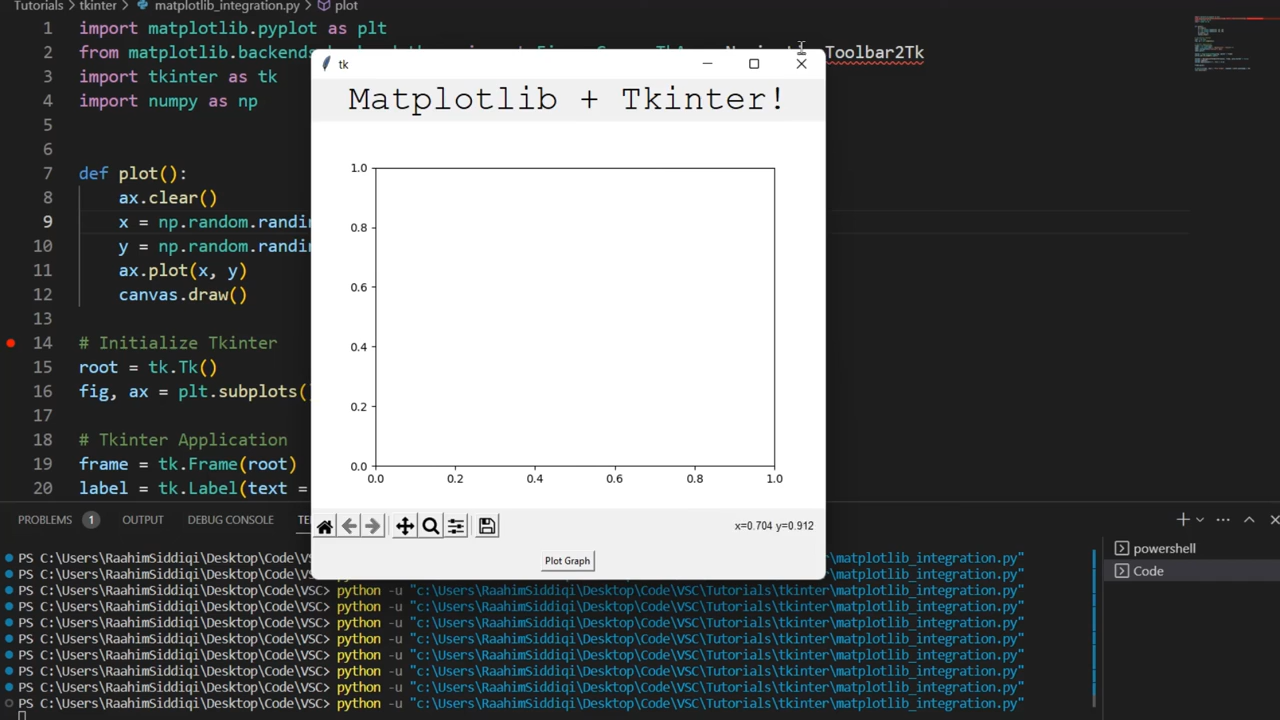 Tutorials > tkinter > matplotlib_integration.py > plot
1 import matplotlib.pyplot as plt
2 from matplotlib.backends Toolbar2Tk
3 import tkinter as tk
4 import numpy as np
5
6
7 def plot():
8 ax.clear()
9 x = np.random.randin
10 y = np.random.randin
11 ax.plot(x, y)
12 canvas.draw()
13
14 # Initialize Tkinter
15 root = tk.Tk()
16 fig, ax = plt.subplots()
17
18 # Tkinter Application
19 frame = tk.Frame(root)
20 label = tk.Label(text =
tk
Matplotlib + Tkinter!
1.0
0.8
0.6
0.4
0.2
0.0
0.0 0.2 0.4 0.6 0.8 1.0
x=0.704 y=0.912
Plot Graph
PROBLEMS 1 OUTPUT DEBUG CONSOLE TE
powershell
Code
PS C:\Users\RaahimSiddiqi\Desktop\Code\VS \matplotlib_integration.py"
PS C:\Users\RaahimSiddiqi\Desktop\Code\VS \matplotlib_integration.py"
PS C:\Users\RaahimSiddiqi\Desktop\Code\VSC> python -u "c:\Users\RaahimSiddiqi\Desktop\Code\VSC\Tutorials\tkinter\matplotlib_integration.py"
PS C:\Users\RaahimSiddiqi\Desktop\Code\VSC> python -u "c:\Users\RaahimSiddiqi\Desktop\Code\VSC\Tutorials\tkinter\matplotlib_integration.py"
PS C:\Users\RaahimSiddiqi\Desktop\Code\VSC> python -u "c:\Users\RaahimSiddiqi\Desktop\Code\VSC\Tutorials\tkinter\matplotlib_integration.py"
PS C:\Users\RaahimSiddiqi\Desktop\Code\VSC> python -u "c:\Users\RaahimSiddiqi\Desktop\Code\VSC\Tutorials\tkinter\matplotlib_integration.py"
PS C:\Users\RaahimSiddiqi\Desktop\Code\VSC> python -u "c:\Users\RaahimSiddiqi\Desktop\Code\VSC\Tutorials\tkinter\matplotlib_integration.py"
PS C:\Users\RaahimSiddiqi\Desktop\Code\VSC> python -u "c:\Users\RaahimSiddiqi\Desktop\Code\VSC\Tutorials\tkinter\matplotlib_integration.py"
PS C:\Users\RaahimSiddiqi\Desktop\Code\VSC> python -u "c:\Users\RaahimSiddiqi\Desktop\Code\VSC\Tutorials\tkinter\matplotlib_integration.py"
PS C:\Users\RaahimSiddiqi\Desktop\Code\VSC> python -u "c:\Users\RaahimSiddiqi\Desktop\Code\VSC\Tutorials\tkinter\matplotlib_integration.py"